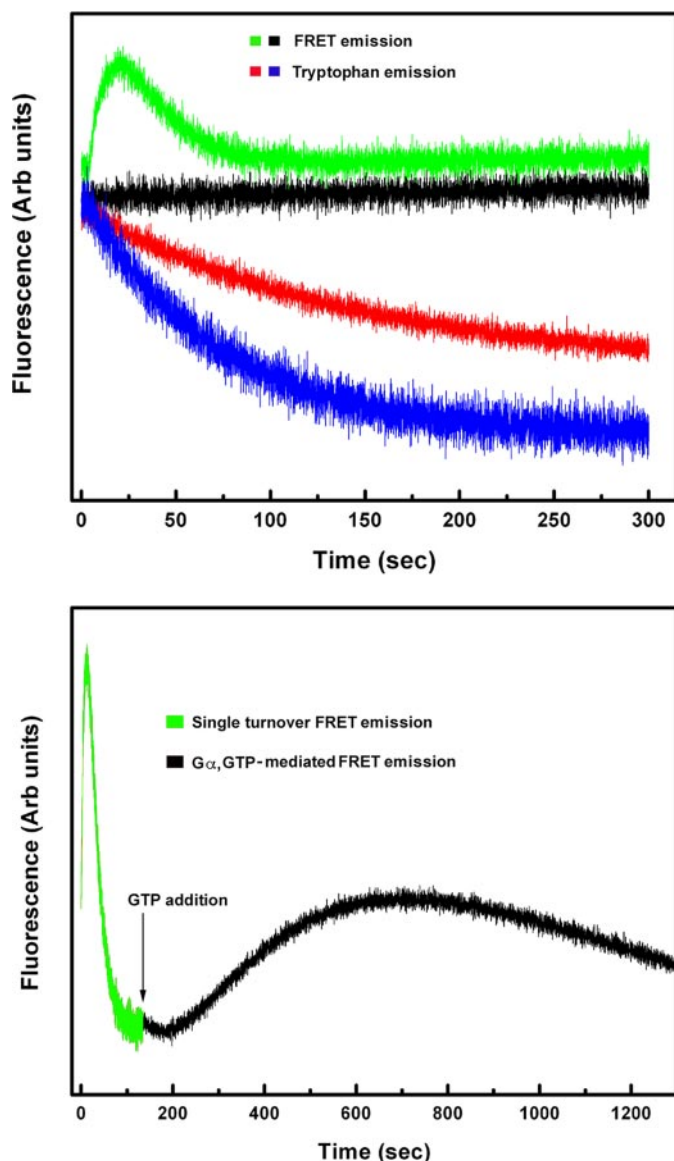 FRET emission
Tryptophan emission
Fluorescence (Arb units)
0 50 100 150 200 250 300
Time (sec)
Single turnover FRET emission
Gα,GTP-mediated FRET emission
GTP addition
Fluorescence (Arb units)
0 200 400 600 800 1000 1200
Time (sec)